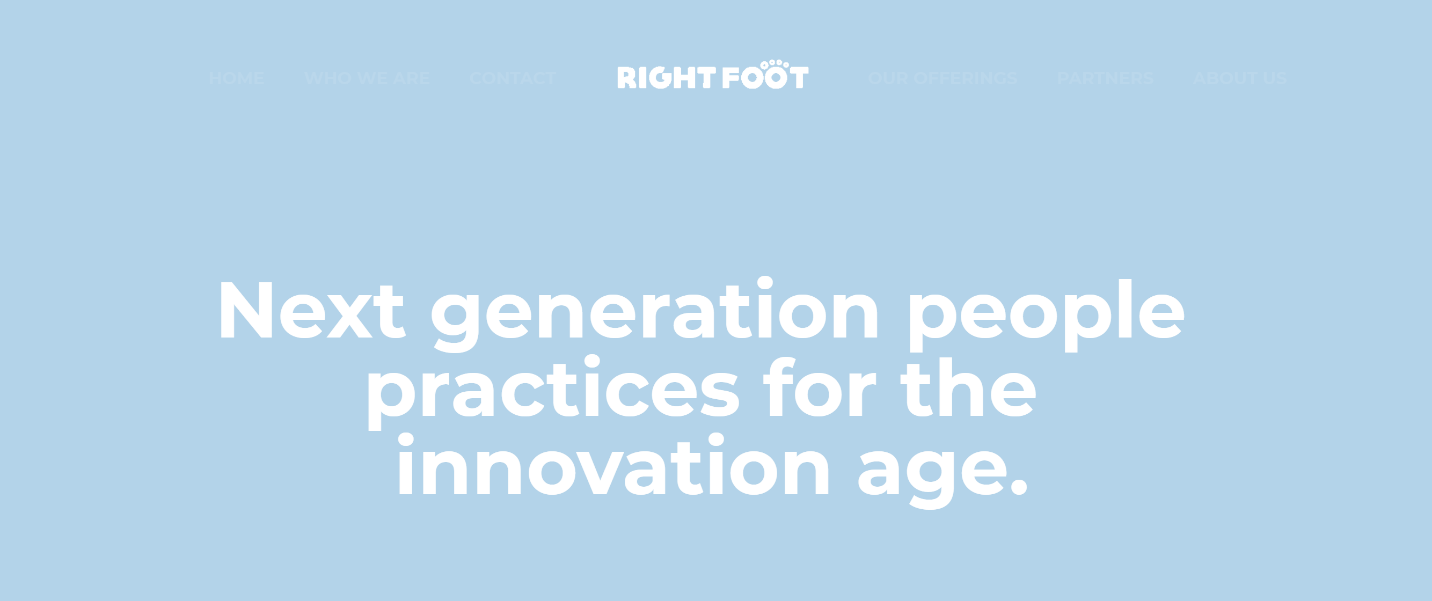 HOME WHO WE ARE CONTACT RIGHT FOOT OUR OFFERINGS PARTNERS ABOUT US
Next generation people
practices for the
innovation age.